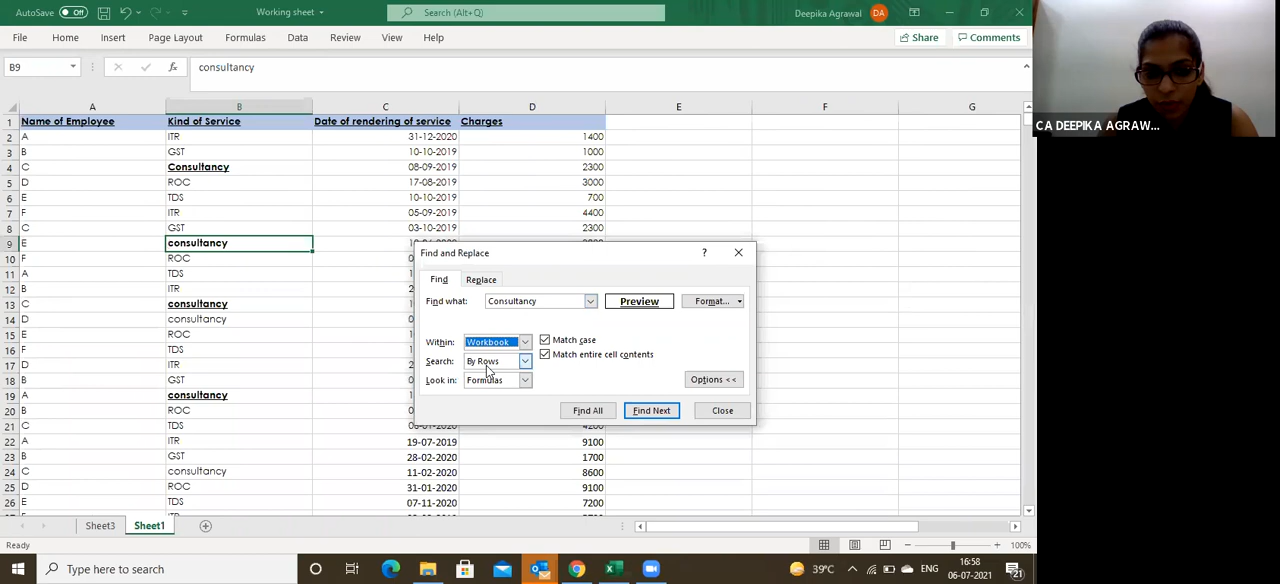 AutoSave Off Working sheet Search (Alt+Q) Deepika Agrawal DA
File Home Insert Page Layout Formulas Data Review View Help Share Comments
B9 fx consultancy
A B C D E F G
1 Name of Employee Kind of Service Date of rendering of service Charges
2 A ITR 31-12-2020 1400
3 B GST 10-10-2019 1000
4 C Consultancy 08-09-2019 2300
5 D ROC 17-08-2019 3000
6 E TDS 10-10-2019 700
7 F ITR 05-09-2019 4400
8 C GST 03-10-2019 2300
9 E consultancy
10 F ROC
11 A TDS
12 B ITR
13 C consultancy
14 D consultancy
15 E ROC
16 F TDS
17 D ITR
18 B GST
19 A consultancy
20 B ROC
21 C TDS
22 A ITR 19-07-2019 9100
23 B GST 28-02-2020 1700
24 C consultancy 11-02-2020 8600
25 D ROC 31-01-2020 9100
26 E TDS 07-11-2020 7200
Find and Replace ?
Find Replace
Find what: Consultancy Preview Format...
Within: Workbook Match case
Search: By Rows Match entire cell contents
Look in: Formulas Options <<
Find All Find Next Close
Sheet3 Sheet1
Ready 100%
Type here to search 39°C ENG 16:58
06-07-2021 21
CA DEEPIKA AGRAW...